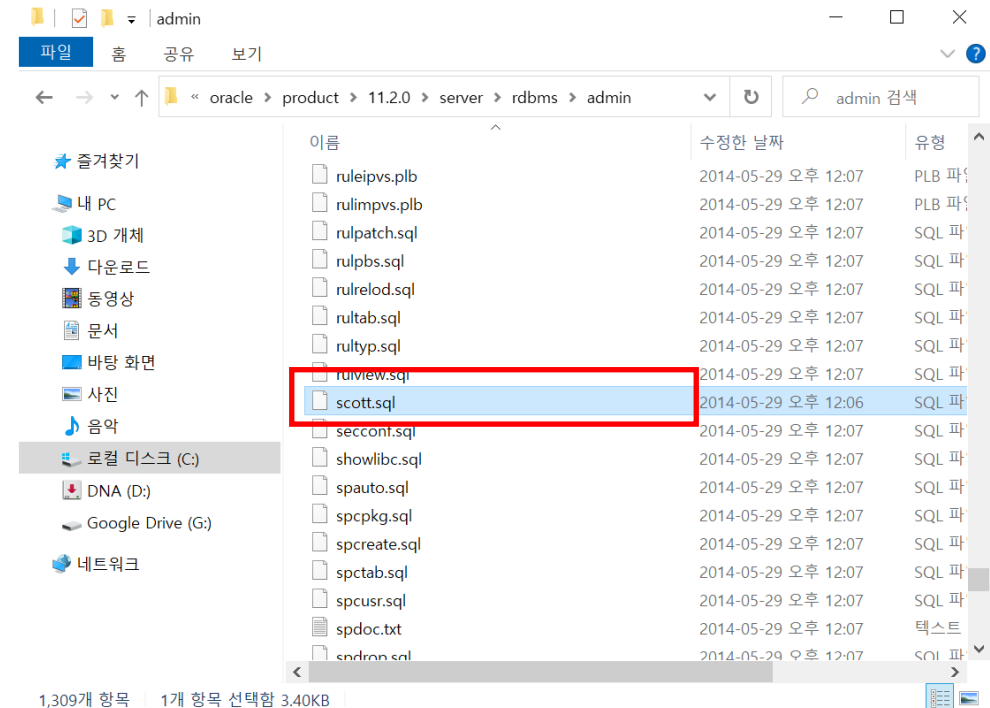 admin
파일 홈 공유 보기
« oracle > product > 11.2.0 > server > rdbms > admin
admin 검색
이름 수정한 날짜 유형
즐겨찾기
내 PC
3D 개체
다운로드
동영상
문서
바탕 화면
사진
음악
로컬 디스크 (C:)
DNA (D:)
Google Drive (G:)
네트워크
ruleipvs.plb 2014-05-29 오후 12:07 PLB
rulimpvs.plb 2014-05-29 오후 12:07 PLB
rulpatch.sql 2014-05-29 오후 12:07 SQL
rulpbs.sql 2014-05-29 오후 12:07 SQL
rulrelod.sql 2014-05-29 오후 12:07 SQL
rultab.sql 2014-05-29 오후 12:07 SQL
rultyp.sql 2014-05-29 오후 12:07 SQL
rulview.sql 2014-05-29 오후 12:07 SQL
scott.sql 2014-05-29 오후 12:06 SQL
secconf.sql 2014-05-29 오후 12:07 SQL
showlibc.sql 2014-05-29 오후 12:07 SQL
spauto.sql 2014-05-29 오후 12:07 SQL
spcpkg.sql 2014-05-29 오후 12:07 SQL
spcreate.sql 2014-05-29 오후 12:07 SQL
spctab.sql 2014-05-29 오후 12:07 SQL
spcusr.sql 2014-05-29 오후 12:07 SQL
spdoc.txt 2014-05-29 오후 12:07 텍스트
spdrop.sql 2014-05-29 오후 12:07 SQL
1,309개 항목 1개 항목 선택함 3.40KB